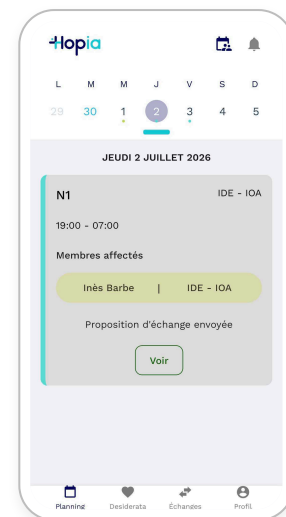 Hopia
L M M J V S D
29 30 1 2 3 4 5
JEUDI 2 JUILLET 2026
N1 IDE - IOA
19:00 - 07:00
Membres affectés
Inès Barbe | IDE - IOA
Proposition d'échange envoyée
Voir
Planning Desiderata Échanges Profil